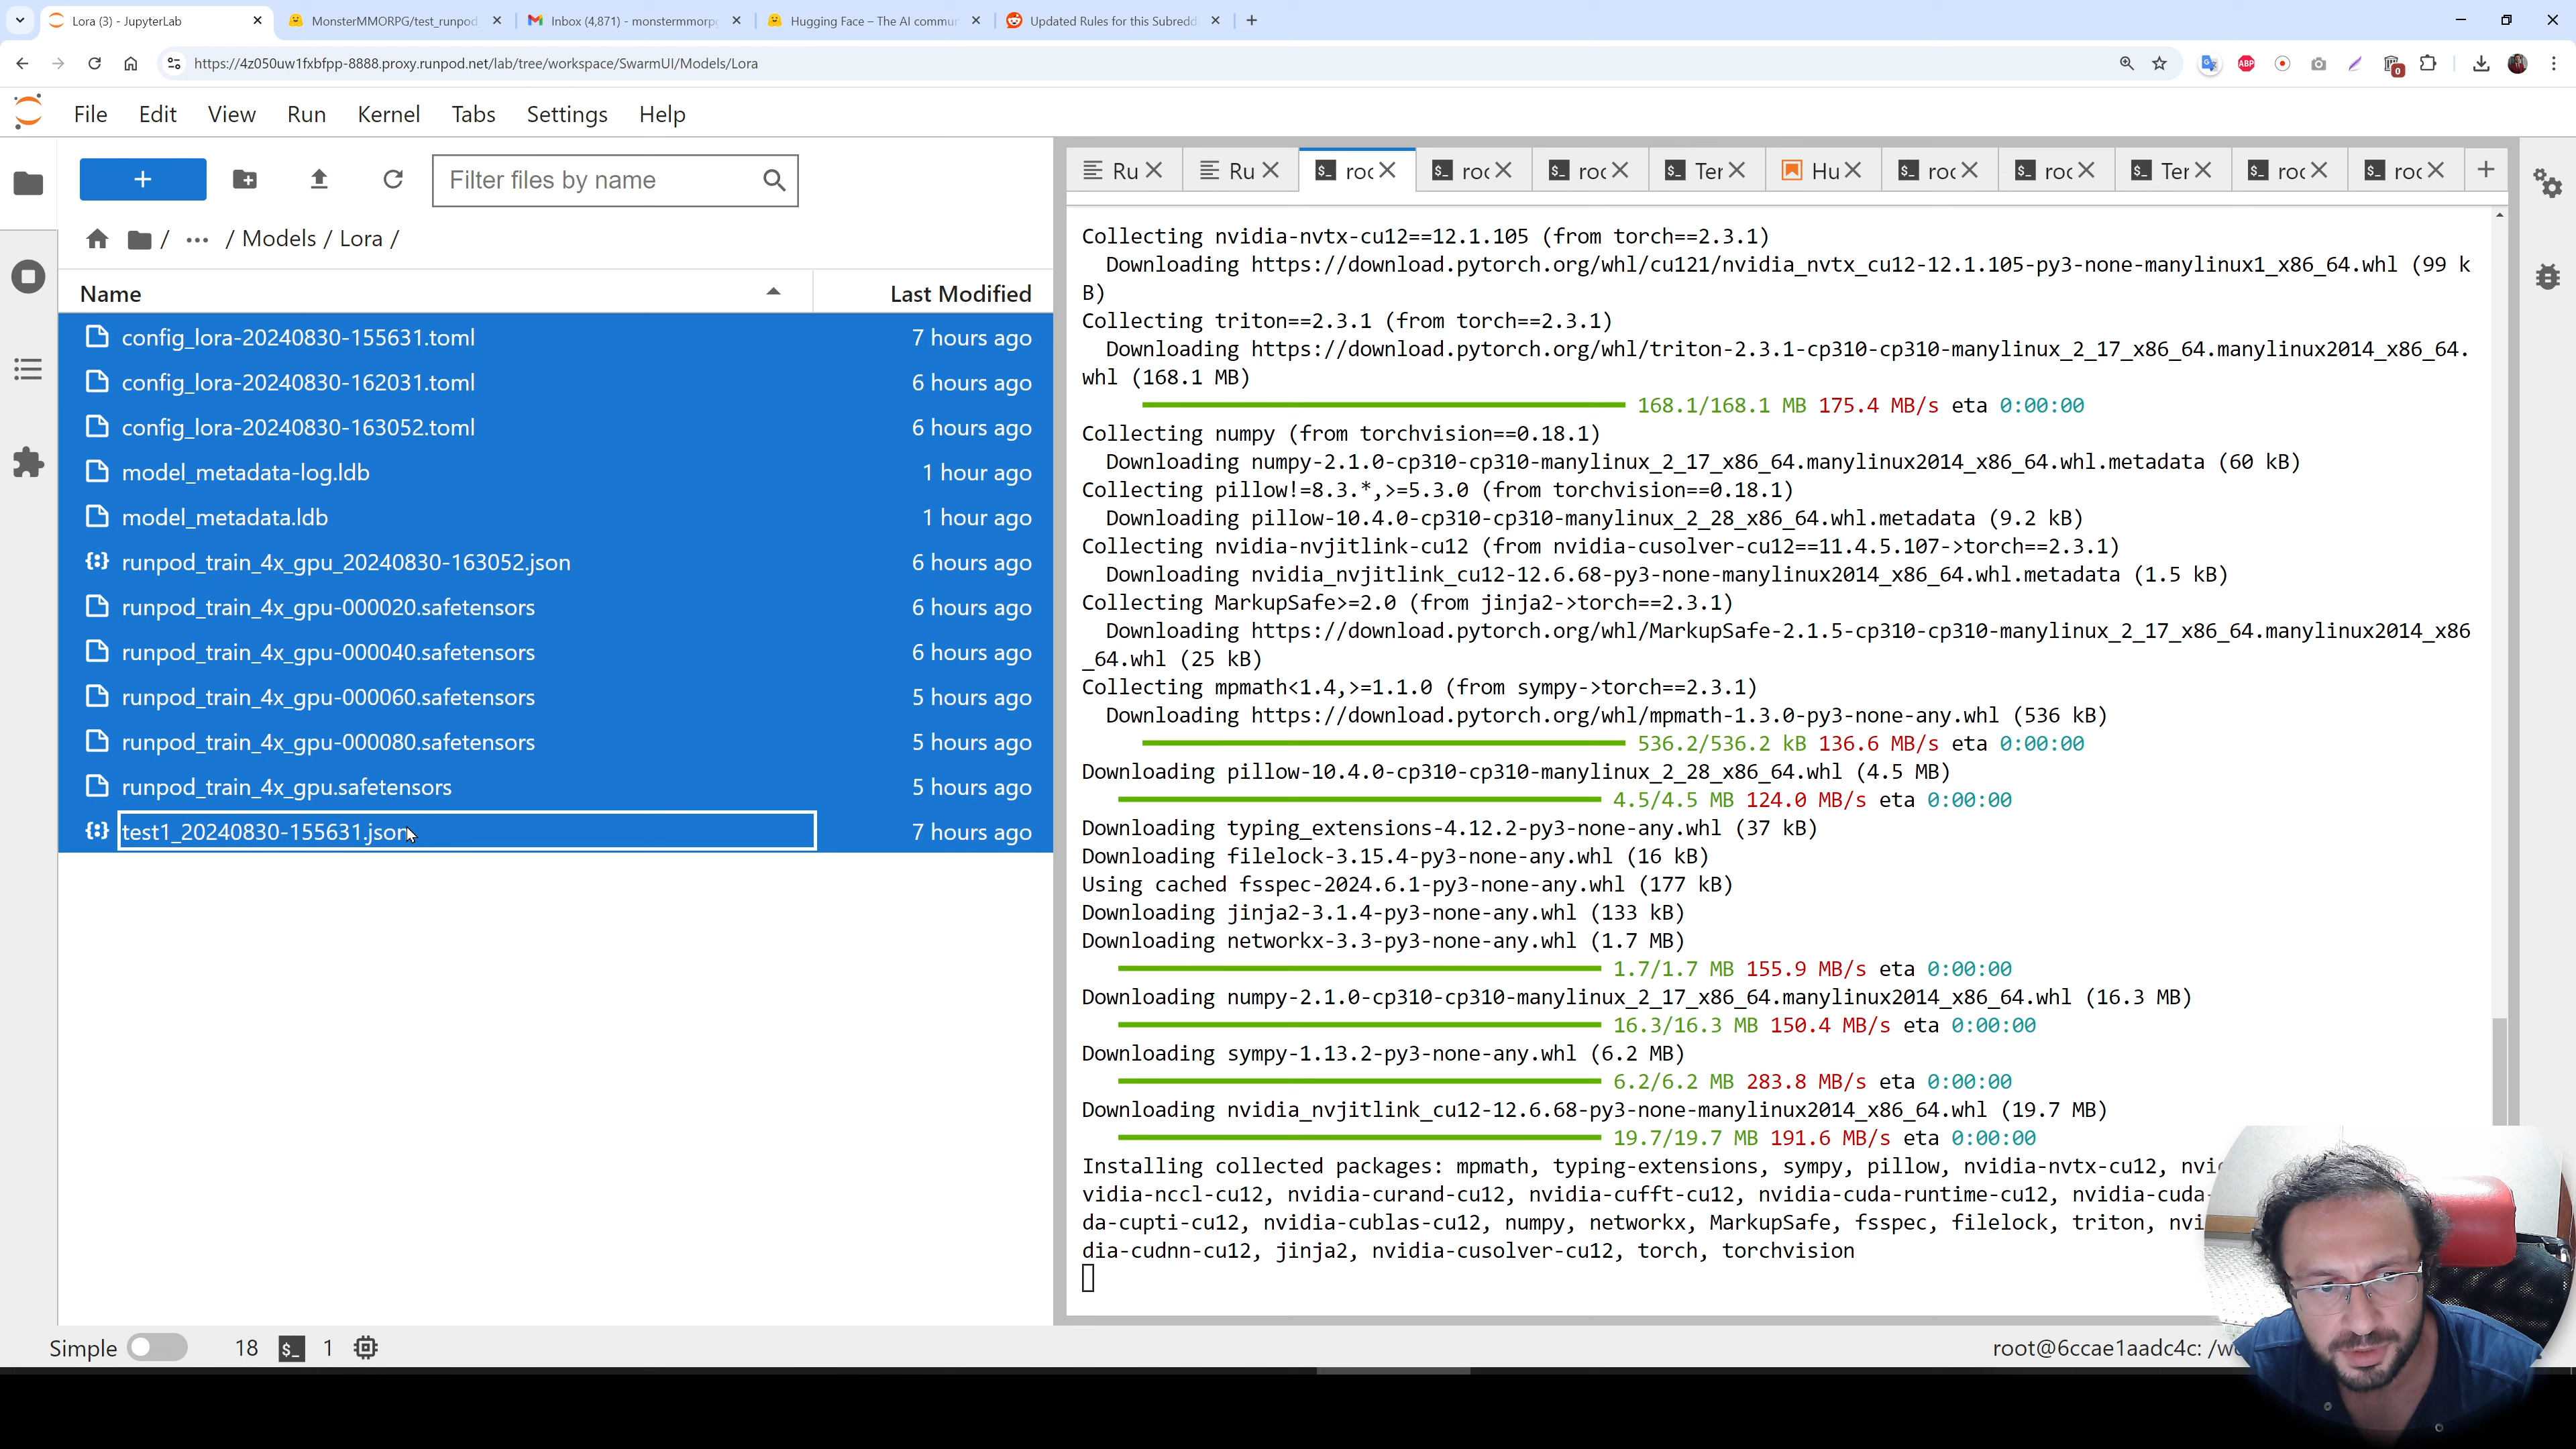 Lora (3) - JupyterLab
MonsterMMORPG/test_runpod
Inbox (4,871) - monstermmorpg
Hugging Face – The AI commun
Updated Rules for this Subredd
https://4z050uw1fxbfpp-8888.proxy.runpod.net/lab/tree/workspace/SwarmUI/Models/Lora
ABP
0
File Edit View Run Kernel Tabs Settings Help
+
Filter files by name
/ ··· / Models / Lora /
Name Last Modified
config_lora-20240830-155631.toml 7 hours ago
config_lora-20240830-162031.toml 6 hours ago
config_lora-20240830-163052.toml 6 hours ago
model_metadata-log.ldb 1 hour ago
model_metadata.ldb 1 hour ago
runpod_train_4x_gpu_20240830-163052.json 6 hours ago
runpod_train_4x_gpu-000020.safetensors 6 hours ago
runpod_train_4x_gpu-000040.safetensors 6 hours ago
runpod_train_4x_gpu-000060.safetensors 5 hours ago
runpod_train_4x_gpu-000080.safetensors 5 hours ago
runpod_train_4x_gpu.safetensors 5 hours ago
test1_20240830-155631.json 7 hours ago
Ru Ru roc roc roc Ter Hu roc roc Ter roc roc
Collecting nvidia-nvtx-cu12==12.1.105 (from torch==2.3.1)
Downloading https://download.pytorch.org/whl/cu121/nvidia_nvtx_cu12-12.1.105-py3-none-manylinux1_x86_64.whl (99 k
B)
Collecting triton==2.3.1 (from torch==2.3.1)
Downloading https://download.pytorch.org/whl/triton-2.3.1-cp310-cp310-manylinux_2_17_x86_64.manylinux2014_x86_64.
whl (168.1 MB)
168.1/168.1 MB 175.4 MB/s eta 0:00:00
Collecting numpy (from torchvision==0.18.1)
Downloading numpy-2.1.0-cp310-cp310-manylinux_2_17_x86_64.manylinux2014_x86_64.whl.metadata (60 kB)
Collecting pillow!=8.3.*,>=5.3.0 (from torchvision==0.18.1)
Downloading pillow-10.4.0-cp310-cp310-manylinux_2_28_x86_64.whl.metadata (9.2 kB)
Collecting nvidia-nvjitlink-cu12 (from nvidia-cusolver-cu12==11.4.5.107->torch==2.3.1)
Downloading nvidia_nvjitlink_cu12-12.6.68-py3-none-manylinux2014_x86_64.whl.metadata (1.5 kB)
Collecting MarkupSafe>=2.0 (from jinja2->torch==2.3.1)
Downloading https://download.pytorch.org/whl/MarkupSafe-2.1.5-cp310-cp310-manylinux_2_17_x86_64.manylinux2014_x86
_64.whl (25 kB)
Collecting mpmath<1.4,>=1.1.0 (from sympy->torch==2.3.1)
Downloading https://download.pytorch.org/whl/mpmath-1.3.0-py3-none-any.whl (536 kB)
536.2/536.2 kB 136.6 MB/s eta 0:00:00
Downloading pillow-10.4.0-cp310-cp310-manylinux_2_28_x86_64.whl (4.5 MB)
4.5/4.5 MB 124.0 MB/s eta 0:00:00
Downloading typing_extensions-4.12.2-py3-none-any.whl (37 kB)
Downloading filelock-3.15.4-py3-none-any.whl (16 kB)
Using cached fsspec-2024.6.1-py3-none-any.whl (177 kB)
Downloading jinja2-3.1.4-py3-none-any.whl (133 kB)
Downloading networkx-3.3-py3-none-any.whl (1.7 MB)
1.7/1.7 MB 155.9 MB/s eta 0:00:00
Downloading numpy-2.1.0-cp310-cp310-manylinux_2_17_x86_64.manylinux2014_x86_64.whl (16.3 MB)
16.3/16.3 MB 150.4 MB/s eta 0:00:00
Downloading sympy-1.13.2-py3-none-any.whl (6.2 MB)
6.2/6.2 MB 283.8 MB/s eta 0:00:00
Downloading nvidia_nvjitlink_cu12-12.6.68-py3-none-manylinux2014_x86_64.whl (19.7 MB)
19.7/19.7 MB 191.6 MB/s eta 0:00:00
Installing collected packages: mpmath, typing-extensions, sympy, pillow, nvidia-nvtx-cu12, nvi
vidia-nccl-cu12, nvidia-curand-cu12, nvidia-cufft-cu12, nvidia-cuda-runtime-cu12, nvidia-cuda-
da-cupti-cu12, nvidia-cublas-cu12, numpy, networkx, MarkupSafe, fsspec, filelock, triton, nvi
dia-cudnn-cu12, jinja2, nvidia-cusolver-cu12, torch, torchvision
Simple 18 $_ 1
root@6ccae1aadc4c: /w